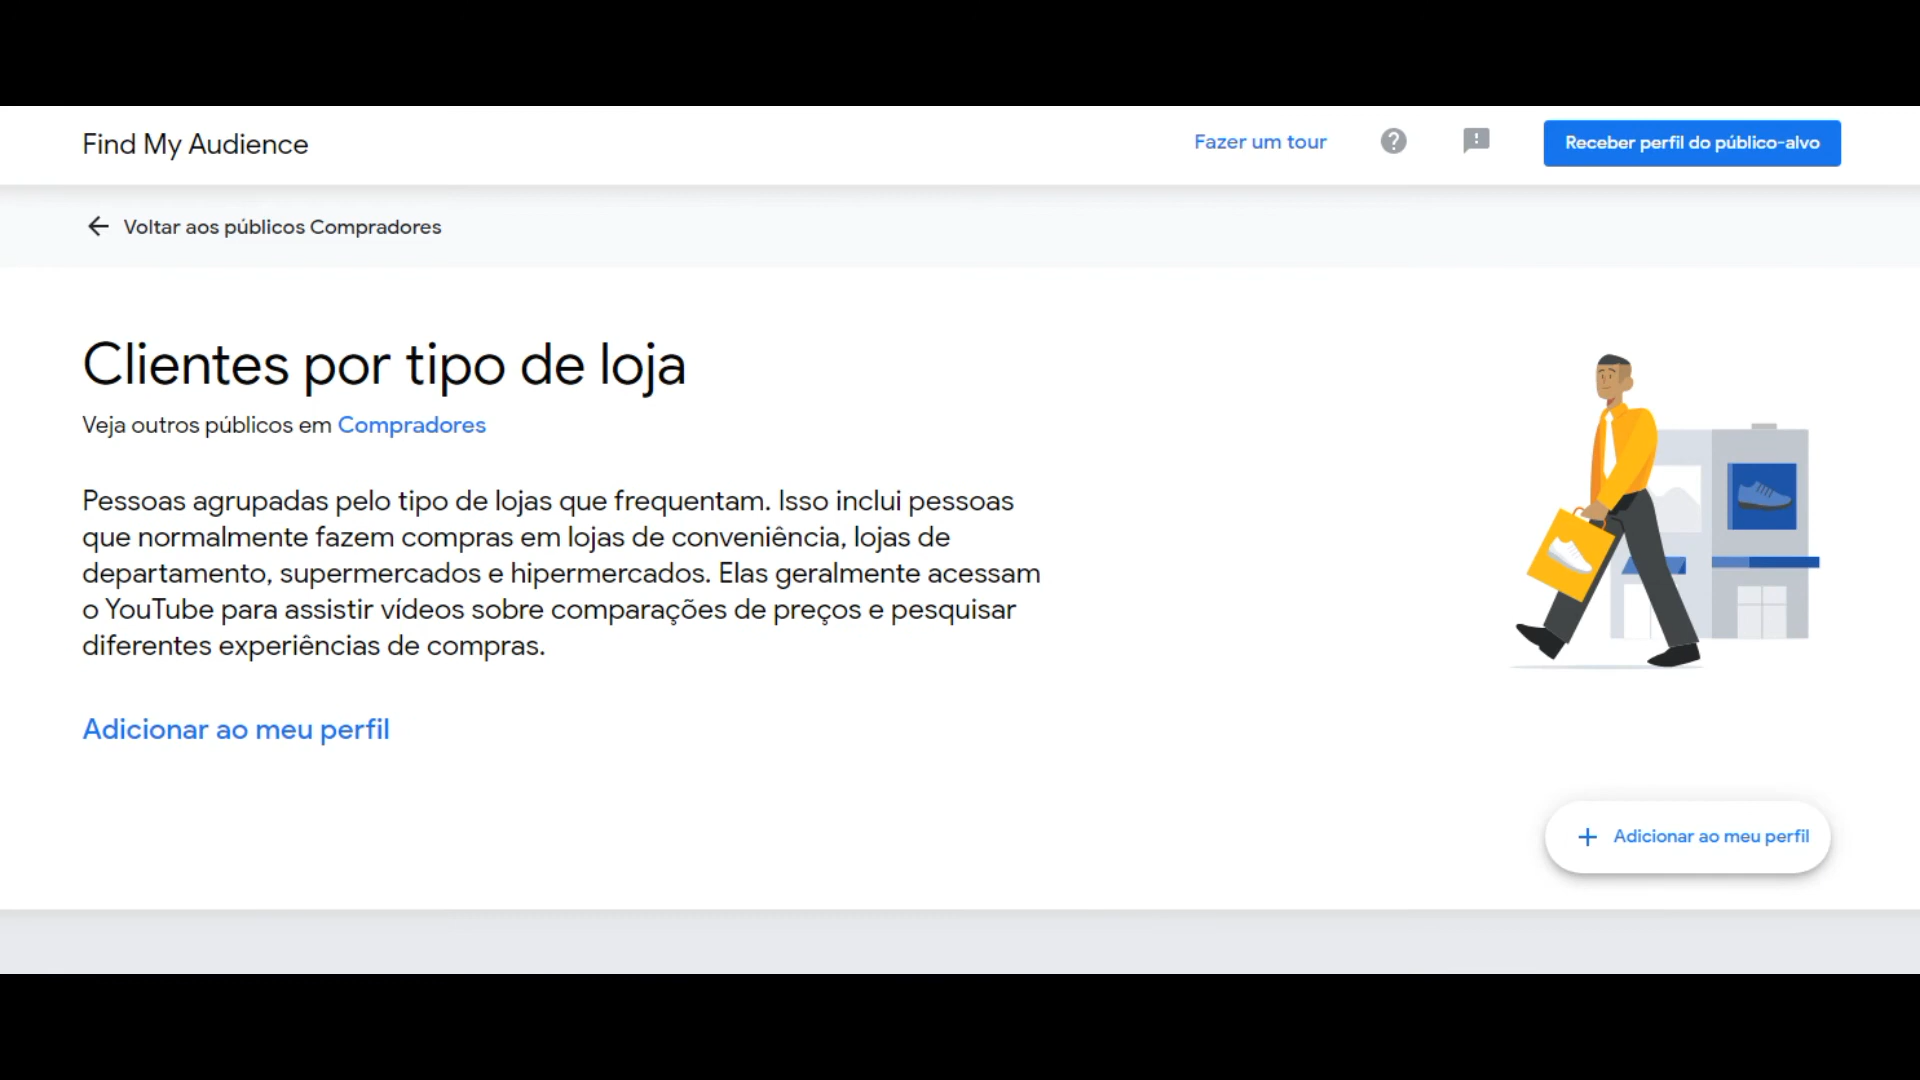 Find My Audience
Fazer um tour
Receber perfil do público-alvo
Voltar aos públicos Compradores
Clientes por tipo de loja
Veja outros públicos em Compradores
Pessoas agrupadas pelo tipo de lojas que frequentam. Isso inclui pessoas
que normalmente fazem compras em lojas de conveniência, lojas de
departamento, supermercados e hipermercados. Elas geralmente acessam
o YouTube para assistir vídeos sobre comparações de preços e pesquisar
diferentes experiências de compras.
Adicionar ao meu perfil
+ Adicionar ao meu perfil